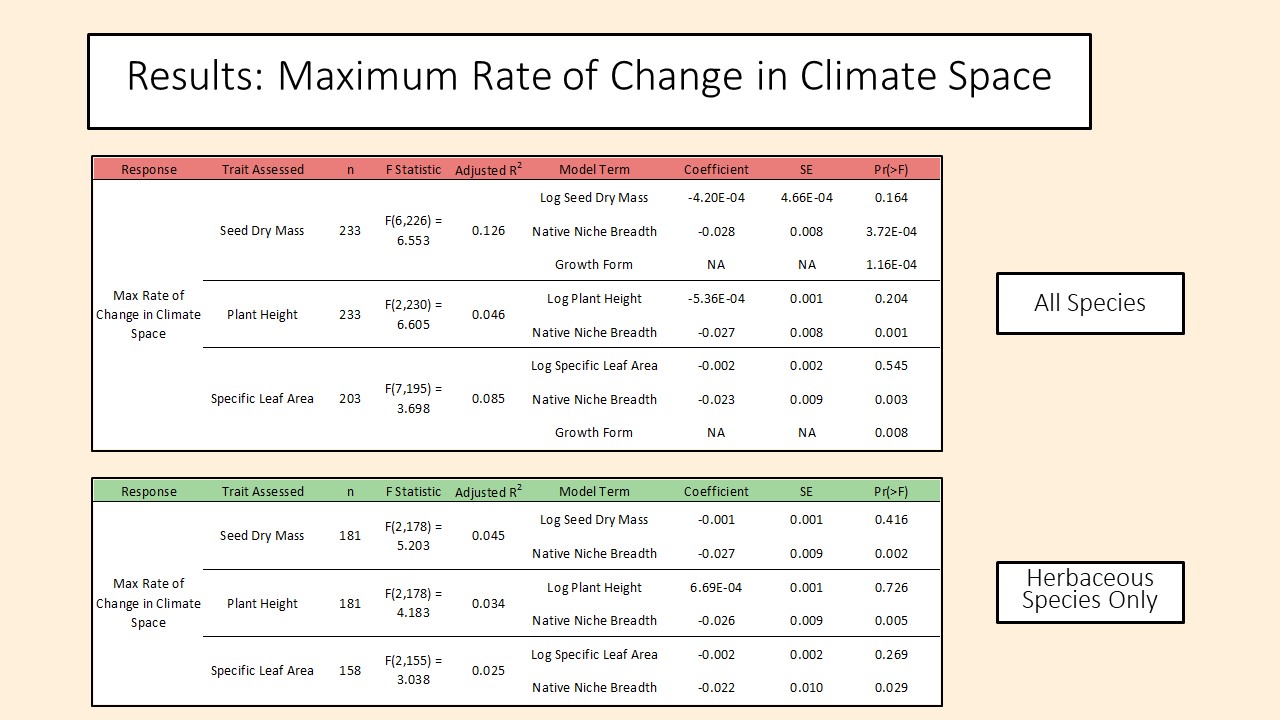 Results: Maximum Rate of Change in Climate Space
Response Trait Assessed n F Statistic Adjusted R² Model Term Coefficient SE Pr(>F)
Max Rate of
Change in Climate
Space
Seed Dry Mass 233 F(6,226) =
6.553 0.126
Log Seed Dry Mass -4.20E-04 4.66E-04 0.164
Native Niche Breadth -0.028 0.008 3.72E-04
Growth Form NA NA 1.16E-04
Plant Height 233 F(2,230) =
6.605 0.046
Log Plant Height -5.36E-04 0.001 0.204
Native Niche Breadth -0.027 0.008 0.001
Specific Leaf Area 203 F(7,195) =
3.698 0.085
Log Specific Leaf Area -0.002 0.002 0.545
Native Niche Breadth -0.023 0.009 0.003
Growth Form NA NA 0.008
All Species
Response Trait Assessed n F Statistic Adjusted R² Model Term Coefficient SE Pr(>F)
Max Rate of
Change in Climate
Space
Seed Dry Mass 181 F(2,178) =
5.203 0.045
Log Seed Dry Mass -0.001 0.001 0.416
Native Niche Breadth -0.027 0.009 0.002
Plant Height 181 F(2,178) =
4.183 0.034
Log Plant Height 6.69E-04 0.001 0.726
Native Niche Breadth -0.026 0.009 0.005
Specific Leaf Area 158 F(2,155) =
3.038 0.025
Log Specific Leaf Area -0.002 0.002 0.269
Native Niche Breadth -0.022 0.010 0.029
Herbaceous
Species Only